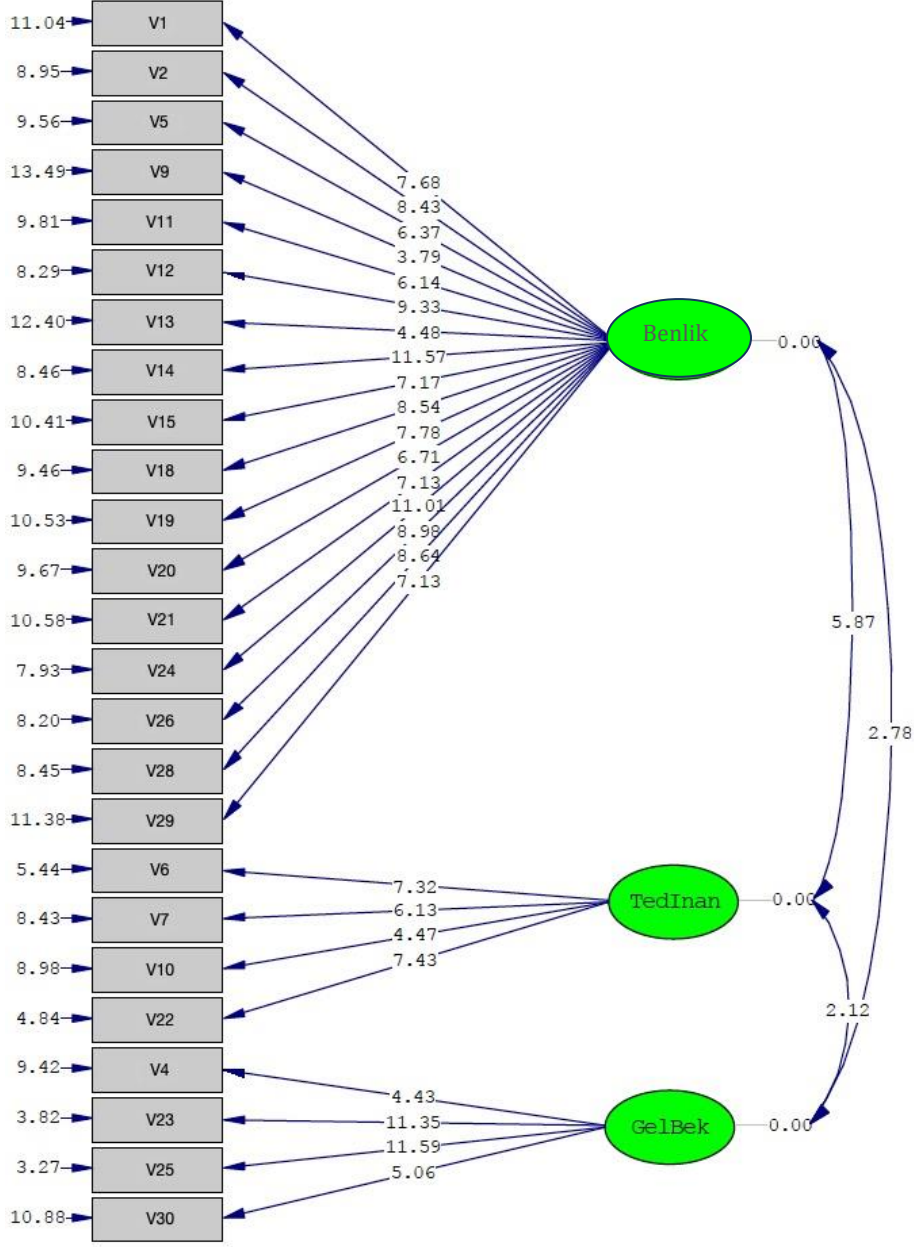 11.04 V1
8.95 V2
9.56 V5
13.49 V9
9.81 V11
8.29 V12
12.40 V13
8.46 V14
10.41 V15
9.46 V18
10.53 V19
9.67 V20
10.58 V21
7.93 V24
8.20 V26
8.45 V28
11.38 V29
5.44 V6
8.43 V7
8.98 V10
4.84 V22
9.42 V4
3.82 V23
3.27 V25
10.88 V30
7.68
8.43
6.37
3.79
6.14
9.33
4.48
11.57
7.17
8.54
7.78
6.71
7.13
11.01
8.98
8.64
7.13
7.32
6.13
4.47
7.43
4.43
11.35
11.59
5.06
Benlik 0.00
TedInan 0.00
GelBek 0.00
5.87
2.78
2.12